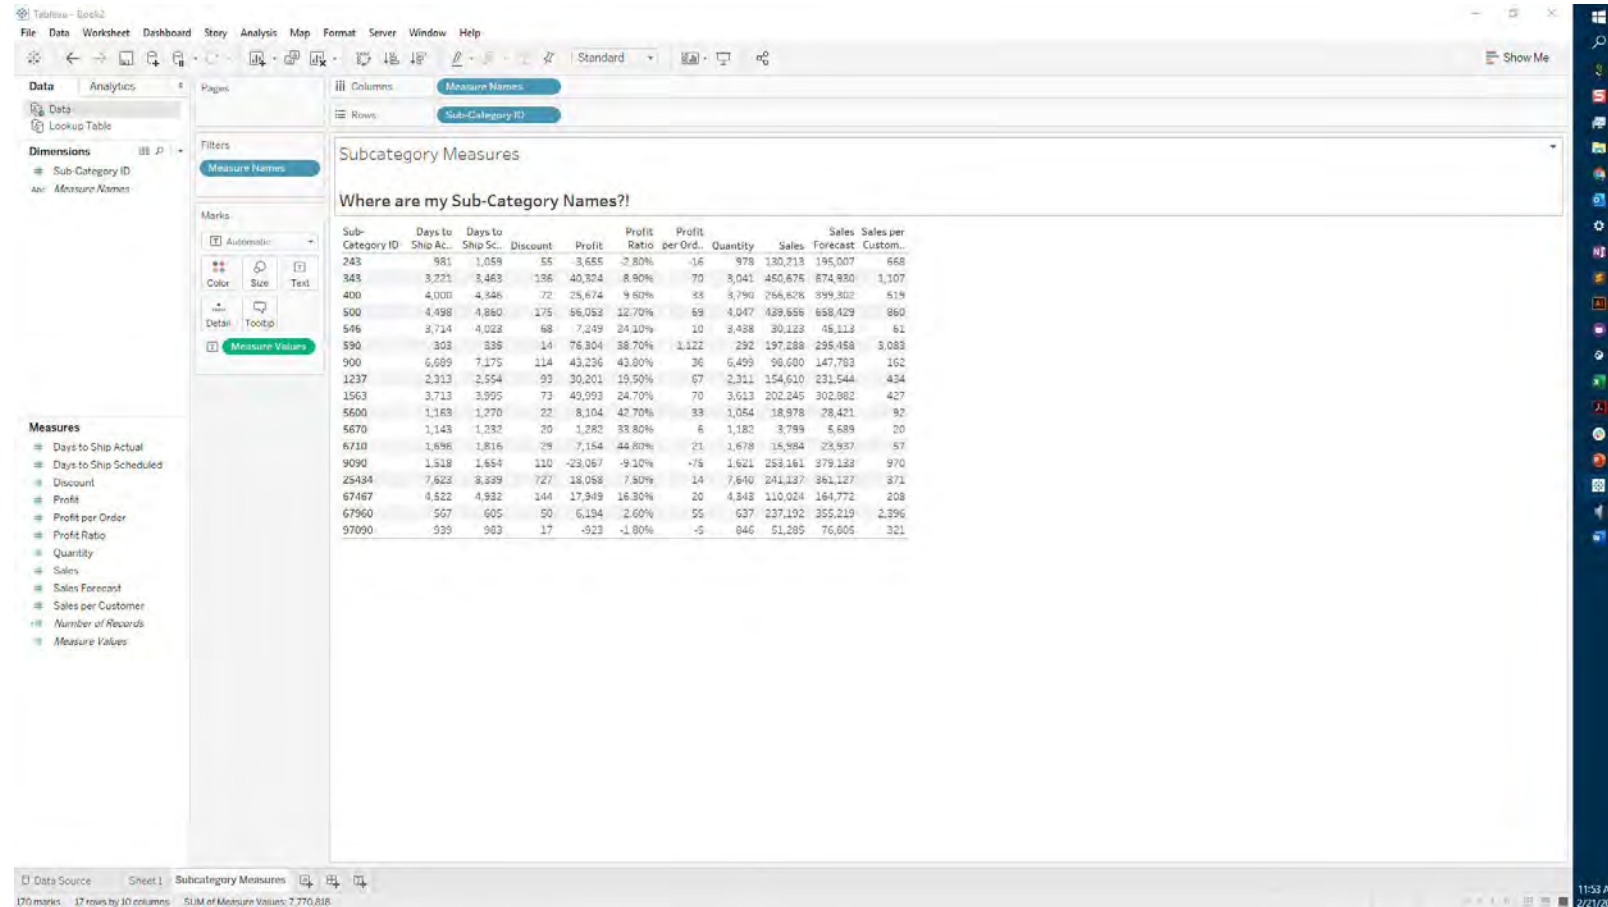 Tableau - Book2
File Data Worksheet Dashboard Story Analysis Map Format Server Window Help
Standard
Show Me
Data Analytics
Pages
Columns
Measure Names
Data
Lookup Table
Rows
Sub-Category ID
Dimensions
Sub-Category ID
Abc Measure Names
Filters
Measure Names
Subcategory Measures
Where are my Sub-Category Names?!
Marks
Automatic
Color Size Text
Detail Tooltip
Measure Values
Sub- Days to Days to Profit Profit Sales Sales per
Category ID Ship Ac.. Ship Sc.. Discount Profit Ratio per Ord.. Quantity Sales Forecast Custom..
243 981 1,059 55 -3,655 -2.80% -16 978 130,213 195,007 668
343 3,221 3,463 136 40,324 8.90% 70 3,041 450,675 674,930 1,107
400 4,000 4,346 72 25,674 9.60% 33 3,790 266,628 399,302 519
500 4,498 4,860 175 56,053 12.70% 69 4,047 439,656 658,429 860
546 3,714 4,023 68 7,249 24.10% 10 3,438 30,123 45,113 61
590 303 335 14 76,304 38.70% 1,122 292 197,288 295,458 3,083
900 6,689 7,175 114 43,236 43.80% 36 6,499 98,680 147,783 162
1237 2,313 2,554 93 30,201 19.50% 67 2,311 154,610 231,544 434
1563 3,713 3,995 73 49,993 24.70% 70 3,613 202,245 302,882 427
5600 1,163 1,270 22 8,104 42.70% 33 1,054 18,978 28,421 92
5670 1,143 1,232 20 1,282 33.80% 6 1,182 3,799 5,689 20
6710 1,696 1,816 29 7,154 44.80% 21 1,678 15,984 23,937 57
9090 1,518 1,654 110 -23,067 -9.10% -75 1,621 253,161 379,133 970
25434 7,623 8,339 727 18,058 7.50% 14 7,640 241,137 361,127 371
67467 4,522 4,932 144 17,949 16.30% 20 4,343 110,024 164,772 208
67960 567 605 50 6,194 2.60% 55 637 237,192 355,219 2,396
97090 939 983 17 -923 -1.80% -5 846 51,285 76,805 321
Measures
Days to Ship Actual
Days to Ship Scheduled
Discount
Profit
Profit per Order
Profit Ratio
Quantity
Sales
Sales Forecast
Sales per Customer
Number of Records
Measure Values
Data Source Sheet 1 Subcategory Measures
170 marks 17 rows by 10 columns SUM of Measure Values: 7,770,818
11:53 A
2/21/20